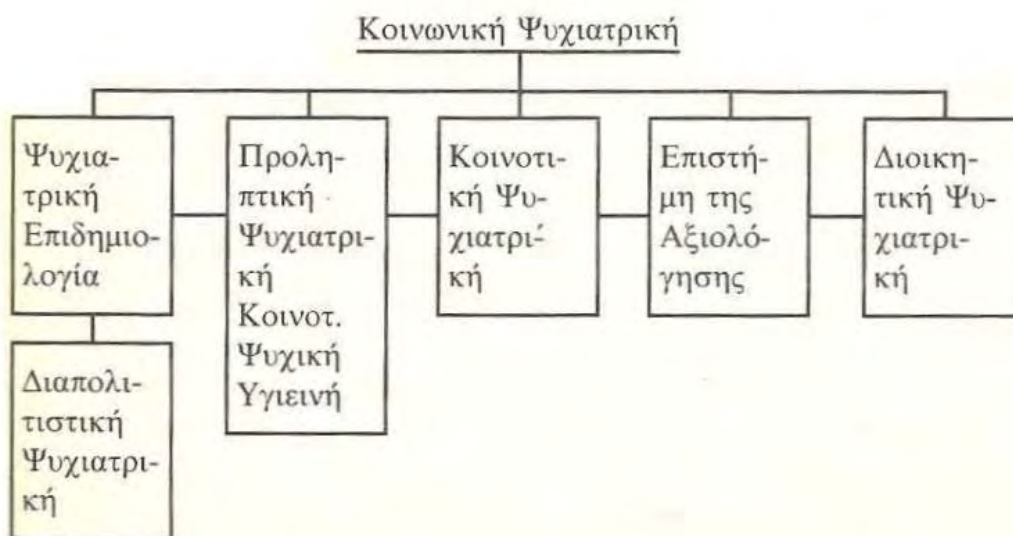 Κοινωνική Ψυχιατρική
Ψυχια-
τρική
Επιδημιο-
λογία
Προλη-
πτική
Ψυχιατρι-
κή
Κοινοτ.
Ψυχική
Υγιεινή
Κοινοτι-
κή Ψυ-
χιατρι-
κή
Επιστή-
μη της
Αξιολό-
γησης
Διοικη-
τική Ψυ-
χιατρι-
κή
Διαπολι-
τιστική
Ψυχιατρι-
κή